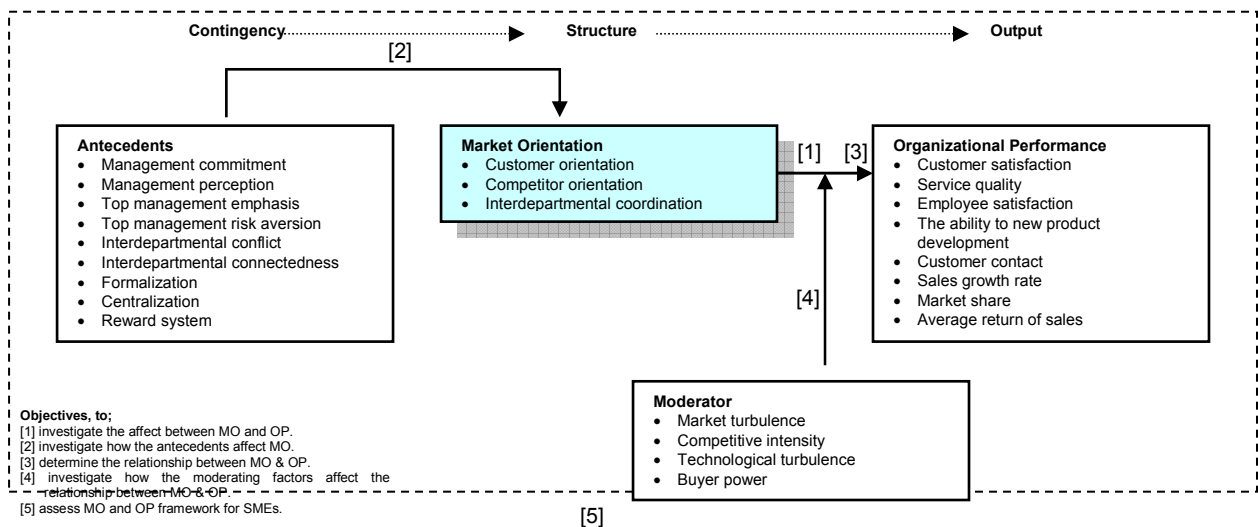 Contingency Structure Output
[2]
Antecedents
• Management commitment
• Management perception
• Top management emphasis
• Top management risk aversion
• Interdepartmental conflict
• Interdepartmental connectedness
• Formalization
• Centralization
• Reward system
Market Orientation
• Customer orientation
• Competitor orientation
• Interdepartmental coordination
[1] [3]
Organizational Performance
• Customer satisfaction
• Service quality
• Employee satisfaction
• The ability to new product
development
• Customer contact
• Sales growth rate
• Market share
• Average return of sales
[4]
Moderator
• Market turbulence
• Competitive intensity
• Technological turbulence
• Buyer power
Objectives, to;
[1] investigate the affect between MO and OP.
[2] investigate how the antecedents affect MO.
[3] determine the relationship between MO & OP.
[4] investigate how the moderating factors affect the
relationship between MO & OP.
[5] assess MO and OP framework for SMEs.
[5]